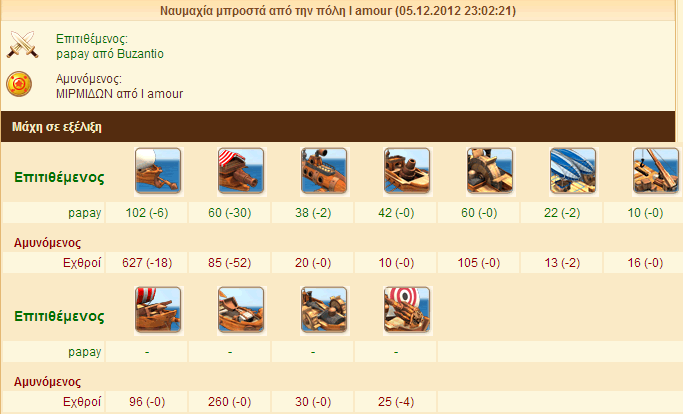 Ναυμαχία μπροστά από την πόλη l amour (05.12.2012 23:02:21)
Επιτιθέμενος:
papay από Buzantio
Αμυνόμενος:
ΜΙΡΜΙΔΩΝ από l amour
Μάχη σε εξέλιξη
Επιτιθέμενος
papay 102 (-6) 60 (-30) 38 (-2) 42 (-0) 60 (-0) 22 (-2) 10 (-0)
Αμυνόμενος
Εχθροί 627 (-18) 85 (-52) 20 (-0) 10 (-0) 105 (-0) 13 (-2) 16 (-0)
Επιτιθέμενος
papay - - - -
Αμυνόμενος
Εχθροί 96 (-0) 260 (-0) 30 (-0) 25 (-4)